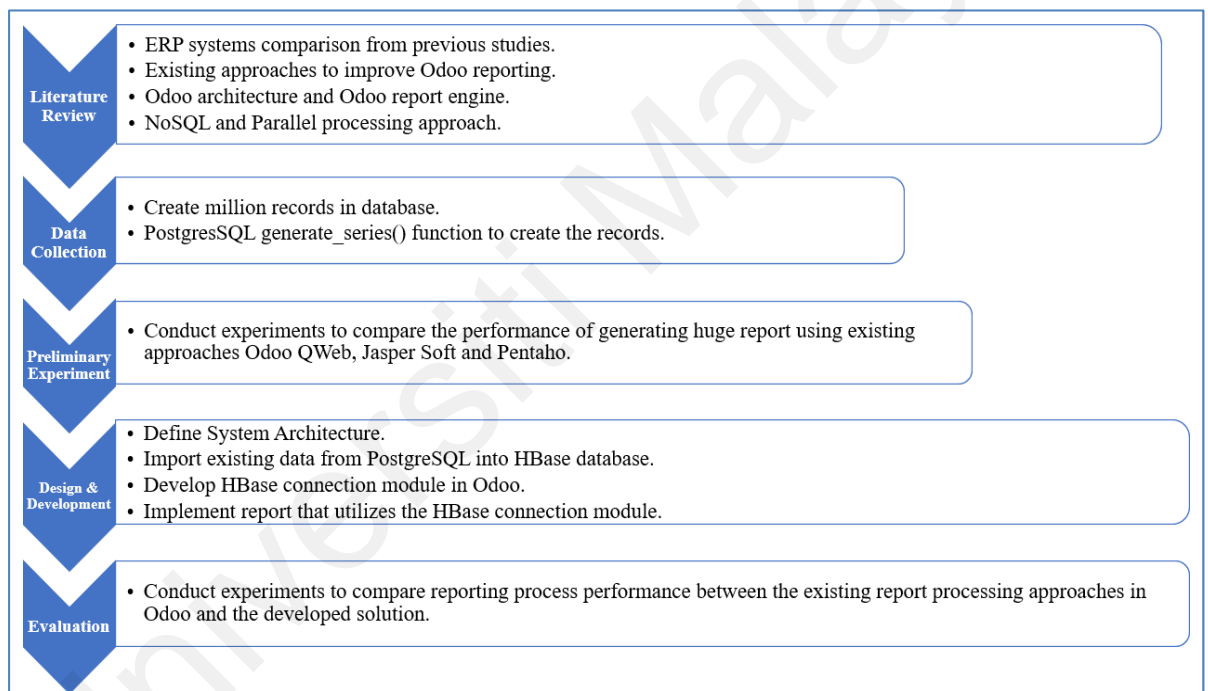 Literature
Review
• ERP systems comparison from previous studies.
• Existing approaches to improve Odoo reporting.
• Odoo architecture and Odoo report engine.
• NoSQL and Parallel processing approach.
Data
Collection
• Create million records in database.
• PostgresSQL generate_series() function to create the records.
Preliminary
Experiment
• Conduct experiments to compare the performance of generating huge report using existing
approaches Odoo QWeb, Jasper Soft and Pentaho.
Design &
Development
• Define System Architecture.
• Import existing data from PostgreSQL into HBase database.
• Develop HBase connection module in Odoo.
• Implement report that utilizes the HBase connection module.
Evaluation
• Conduct experiments to compare reporting process performance between the existing report processing approaches in
Odoo and the developed solution.
niversiti Malay